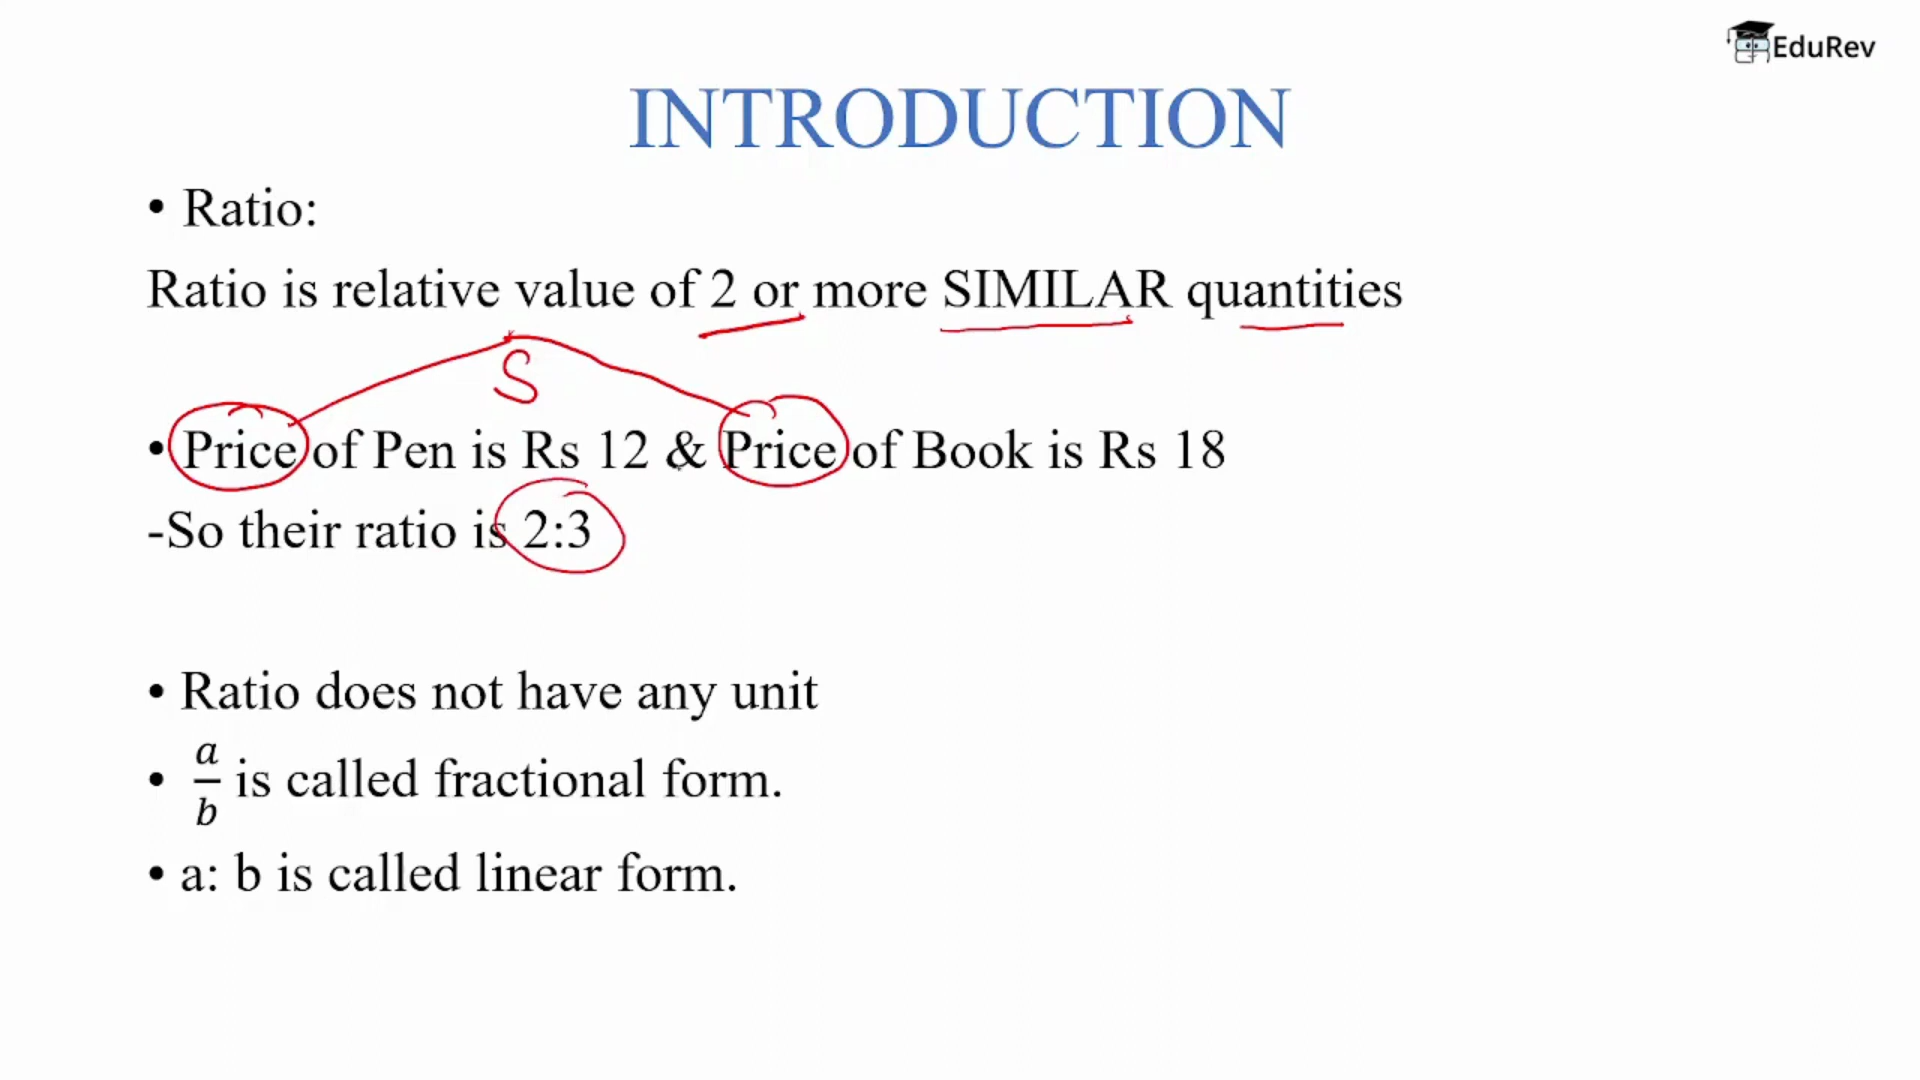 EduRev
INTRODUCTION
• Ratio:
Ratio is relative value of 2 or more SIMILAR quantities
S
• Price of Pen is Rs 12 & Price of Book is Rs 18
-So their ratio is 2:3
• Ratio does not have any unit
• a/b is called fractional form.
• a: b is called linear form.